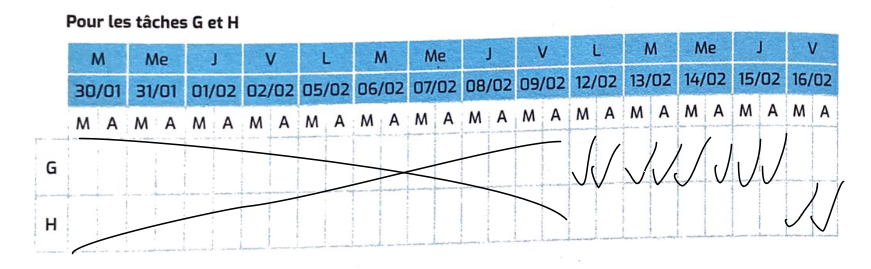 Pour les tâches G et H
M Me J V L M Me J V L M Me J V
30/01 31/01 01/02 02/02 05/02 06/02 07/02 08/02 09/02 12/02 13/02 14/02 15/02 16/02
M A M A M A M A M A M A M A M A M A M A M A M A M A M A
G
H